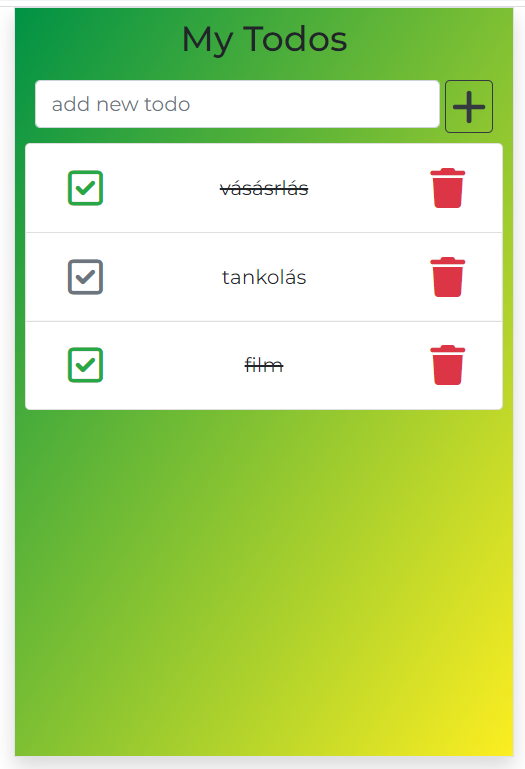 My Todos
add new todo
vásásrlás
tankolás
film